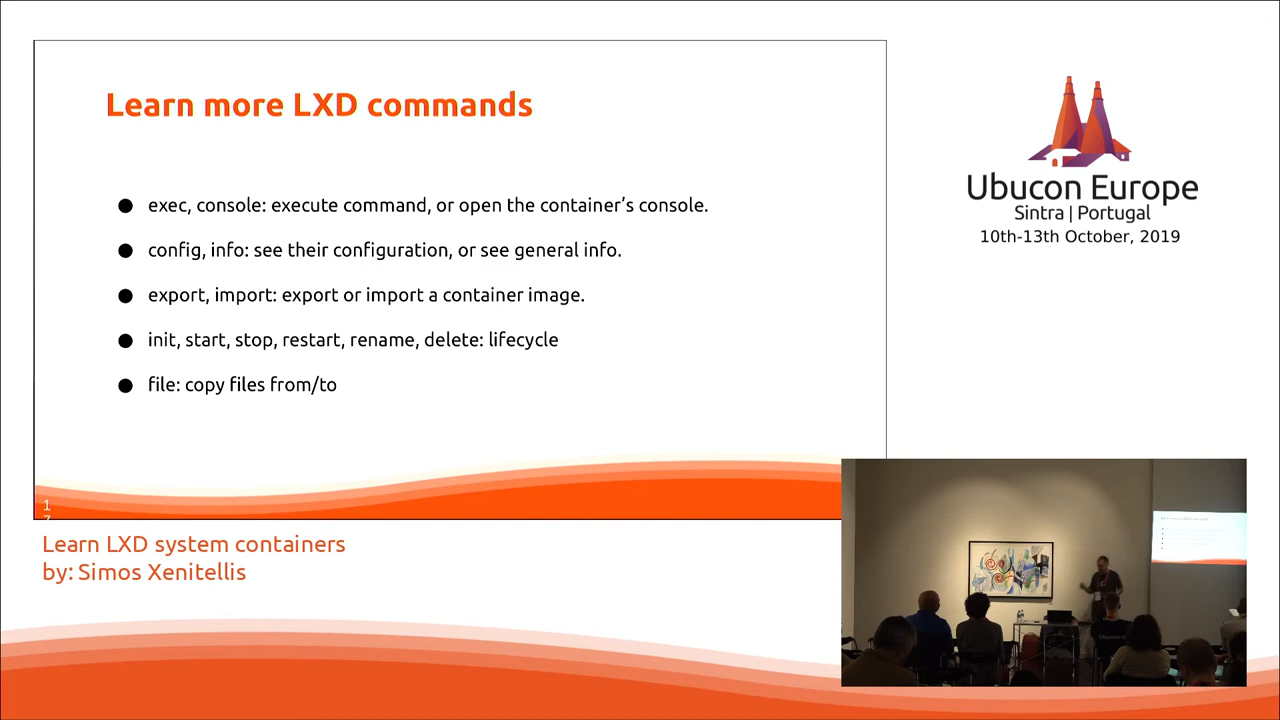 Learn more LXD commands
● exec, console: execute command, or open the container's console.
● config, info: see their configuration, or see general info.
● export, import: export or import a container image.
● init, start, stop, restart, rename, delete: lifecycle
● file: copy files from/to
1
Learn LXD system containers
by: Simos Xenitellis
Ubucon Europe
Sintra | Portugal
10th-13th October, 2019